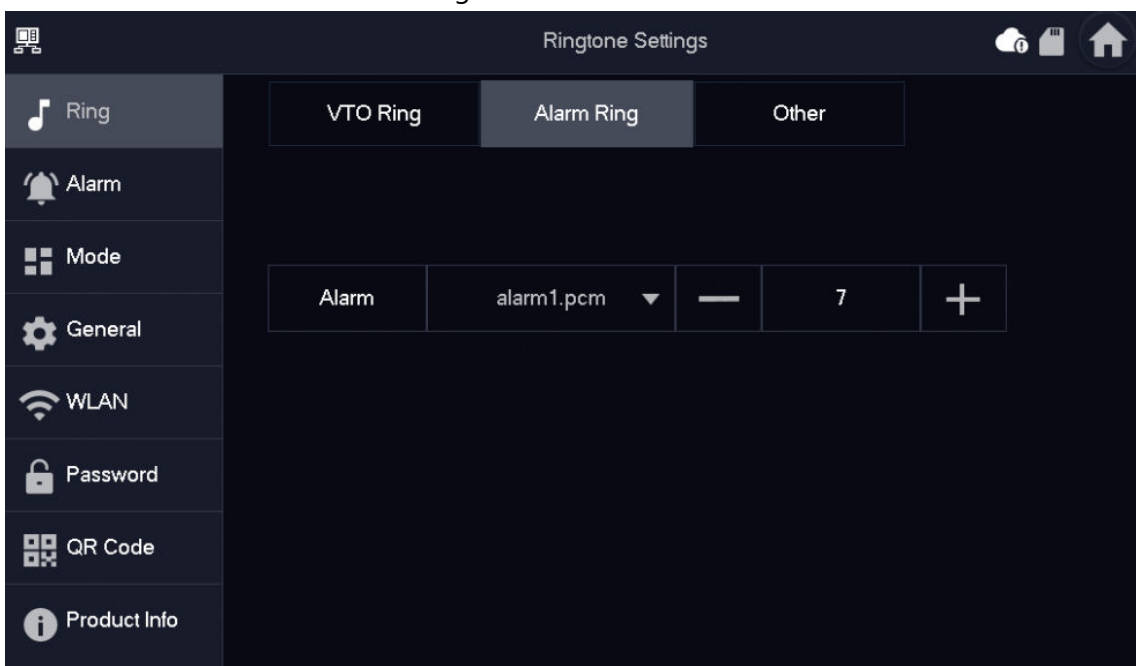 Ringtone Settings
Ring
VTO Ring
Alarm Ring
Other
Alarm
Mode
Alarm
alarm1.pcm
7
General
WLAN
Password
QR Code
Product Info